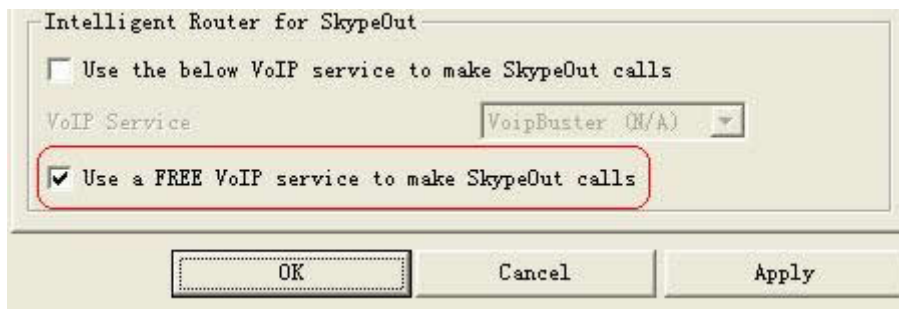 Intelligent Router for SkypeOut
Use the below VoIP service to make SkypeOut calls
VoIP Service VoipBuster (N/A)
Use a FREE VoIP service to make SkypeOut calls
OK Cancel Apply